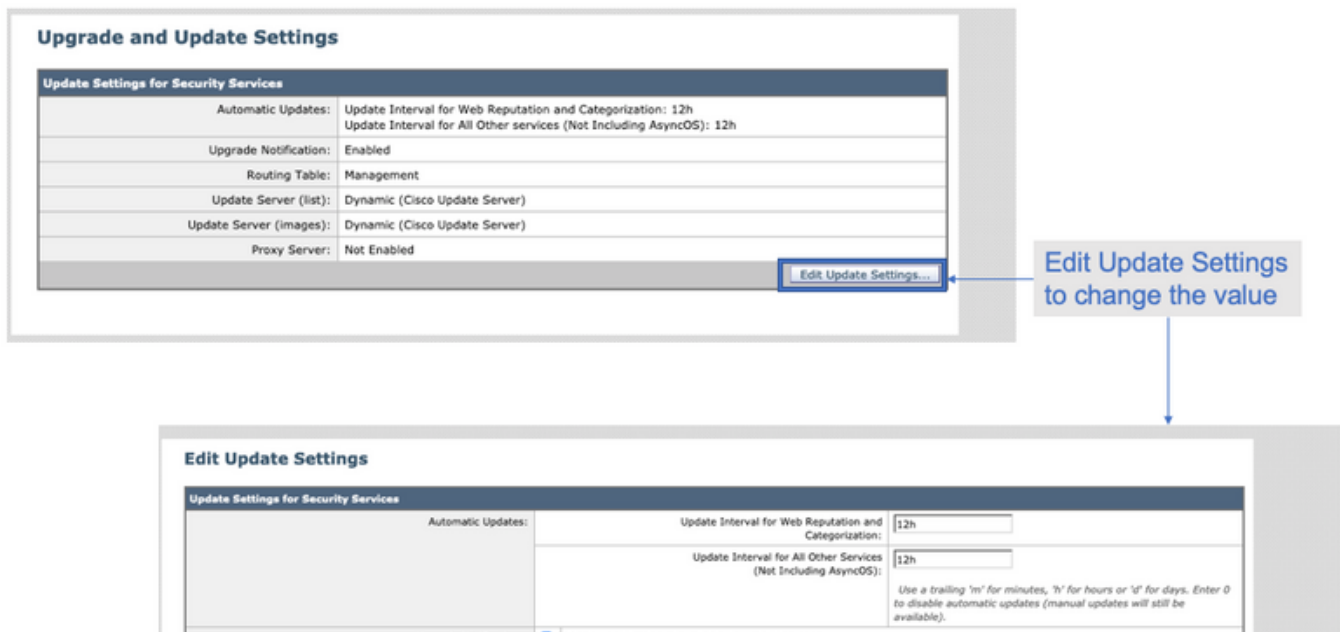 Upgrade and Update Settings
Update Settings for Security Services
Automatic Updates: Update Interval for Web Reputation and Categorization: 12h
Update Interval for All Other services (Not Including AsyncOS): 12h
Upgrade Notification: Enabled
Routing Table: Management
Update Server (list): Dynamic (Cisco Update Server)
Update Server (images): Dynamic (Cisco Update Server)
Proxy Server: Not Enabled
Edit Update Settings...
Edit Update Settings
to change the value
Edit Update Settings
Update Settings for Security Services
Automatic Updates: Update Interval for Web Reputation and 12h
Categorization:
Update Interval for All Other Services 12h
(Not Including AsyncOS):
Use a trailing 'm' for minutes, 'h' for hours or 'd' for days. Enter 0
to disable automatic updates (manual updates will still be
available).